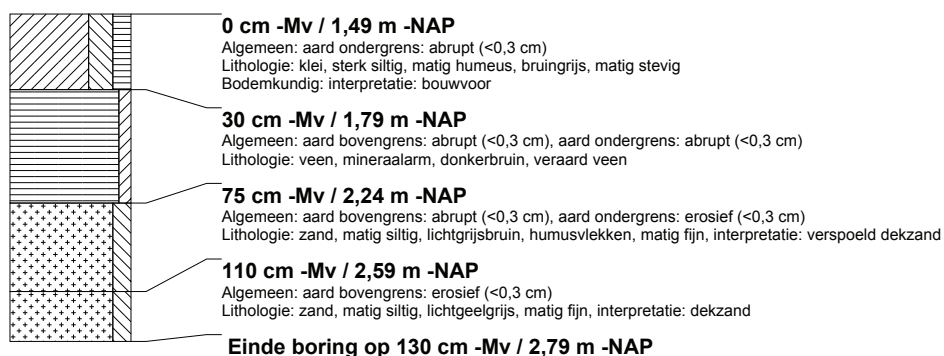 0 cm -Mv / 1,49 m -NAP
Algemeen: aard ondergrens: abrupt (<0,3 cm)
Lithologie: klei, sterk siltig, matig humeus, bruingrijs, matig stevig
Bodemkundig: interpretatie: bouwvoor
30 cm -Mv / 1,79 m -NAP
Algemeen: aard bovengrens: abrupt (<0,3 cm), aard ondergrens: abrupt (<0,3 cm)
Lithologie: veen, mineraalarm, donkerbruin, veraard veen
75 cm -Mv / 2,24 m -NAP
Algemeen: aard bovengrens: abrupt (<0,3 cm), aard ondergrens: erosief (<0,3 cm)
Lithologie: zand, matig siltig, lichtgrijsbruin, humusvlekken, matig fijn, interpretatie: verspoeld dekzand
110 cm -Mv / 2,59 m -NAP
Algemeen: aard bovengrens: erosief (<0,3 cm)
Lithologie: zand, matig siltig, lichtgeelgrijs, matig fijn, interpretatie: dekzand
Einde boring op 130 cm -Mv / 2,79 m -NAP